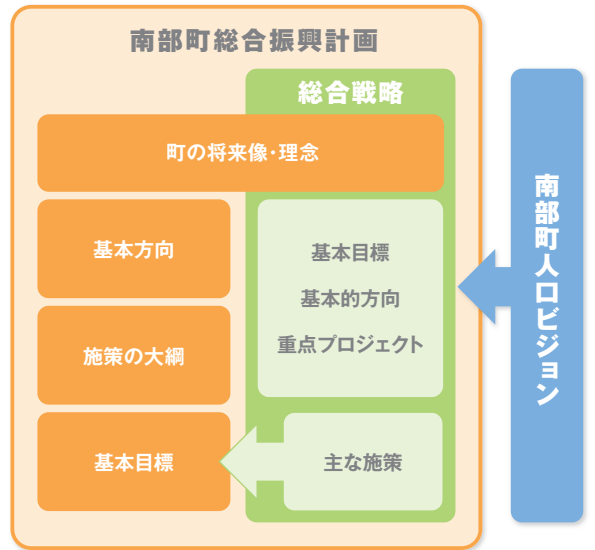 南部町総合振興計画
総合戦略
町の将来像・理念
基本方向
施策の大綱
基本目標
基本目標
基本的方向
重点プロジェクト
主な施策
南部町人口ビジョン